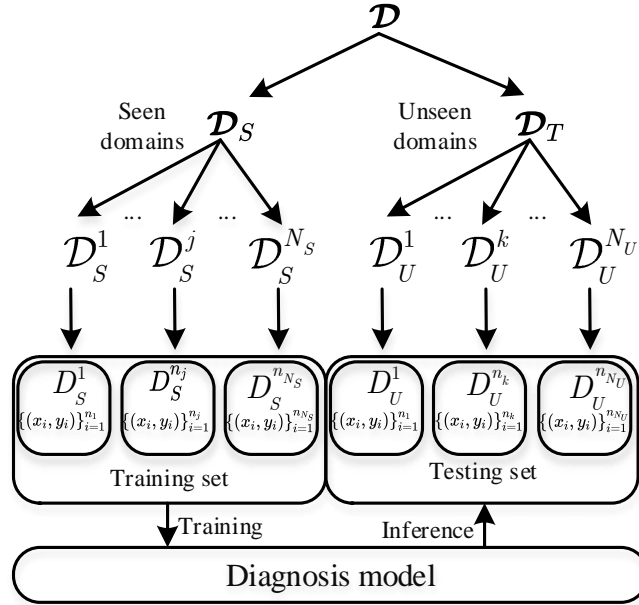 𝓓
Seen domains
𝓓_S
Unseen domains
𝓓_T
... ...
... ...
𝒟_S^1 𝒟_S^j 𝒟_S^{N_S}
𝒟_U^1 𝒟_U^k 𝒟_U^{N_U}
D_S^1 D_S^{n_j} D_S^{n_{N_S}}
D_U^1 D_U^{n_k} D_U^{n_{N_U}}
{(x_i, y_i)}_{i=1}^{n_1} {(x_i, y_i)}_{i=1}^{n_j} {(x_i, y_i)}_{i=1}^{n_{N_S}}
{(x_i, y_i)}_{i=1}^{n_1} {(x_i, y_i)}_{i=1}^{n_k} {(x_i, y_i)}_{i=1}^{n_{N_U}}
Training set
Testing set
Training
Inference
Diagnosis model